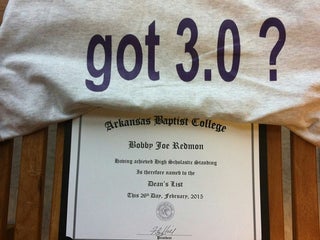 got 3.0 ?
Arkansas Baptist College
Bobby Joe Redmon
Having achieved High Scholastic Standing
Is therefore named to the
Dean's List
This 26th Day, February, 2015
President